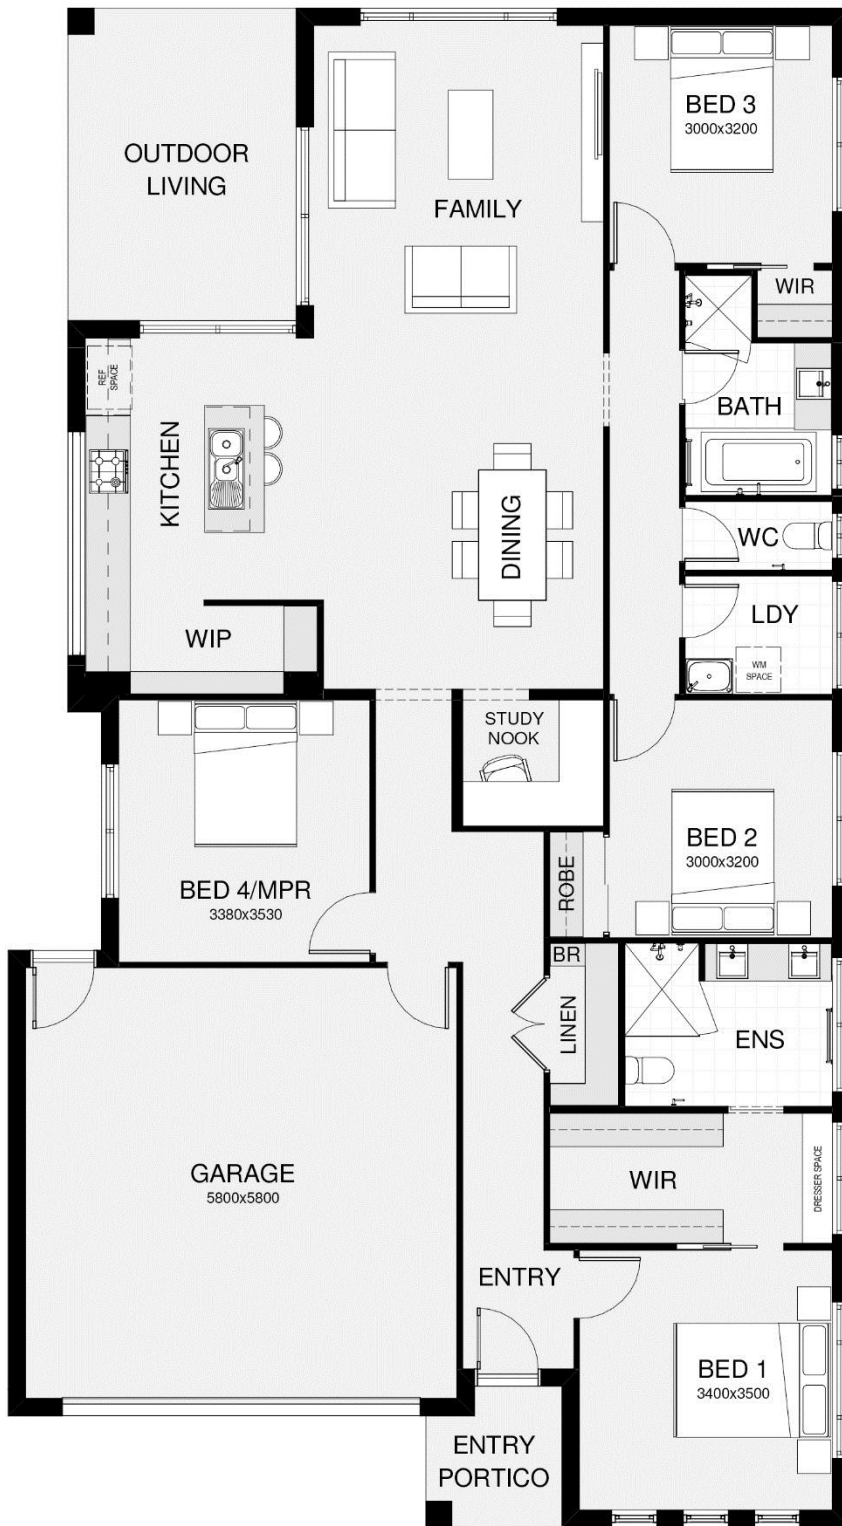 BED 3
3000x3200
OUTDOOR
LIVING
FAMILY
WIR
REF
SPACE
BATH
KITCHEN
DINING
WC
LDY
WM
SPACE
WIP
STUDY
NOOK
BED 2
3000x3200
BED 4/MPR
3380x3530
ROBE
BR
LINEN
ENS
GARAGE
5800x5800
WIR
DRESSER SPACE
ENTRY
BED 1
3400x3500
ENTRY
PORTICO